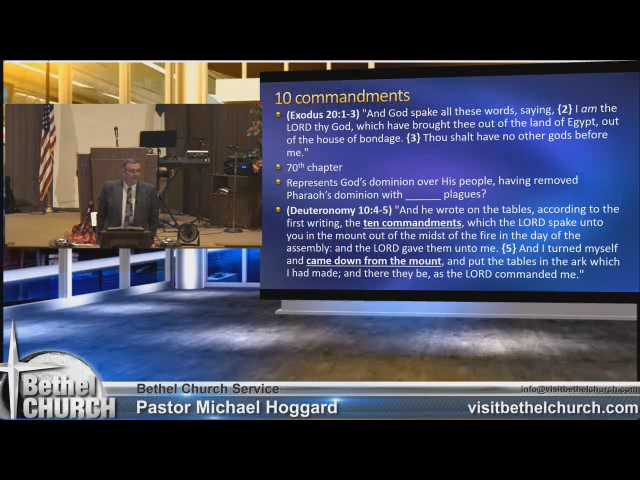 10 commandments
(Exodus 20:1-3) "And God spake all these words, saying, {2} I am the
LORD thy God, which have brought thee out of the land of Egypt, out
of the house of bondage. {3} Thou shalt have no other gods before
me."
70th chapter
Represents God's dominion over His people, having removed
Pharaoh's dominion with ______ plagues?
(Deuteronomy 10:4-5) "And he wrote on the tables, according to the
first writing, the ten commandments, which the LORD spake unto
you in the mount out of the midst of the fire in the day of the
assembly: and the LORD gave them unto me. {5} And I turned myself
and came down from the mount, and put the tables in the ark which
I had made; and there they be, as the LORD commanded me."
Bethel
CHURCH
Bethel Church Service
info@visitbethelchurch.com
Pastor Michael Hoggard
visitbethelchurch.com